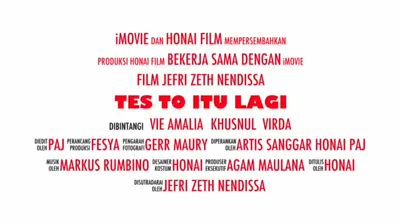 iMOVIE DAN HONAI FILM MEMPERSEMBAHKAN
PRODUKSI HONAI FILM BEKERJA SAMA DENGAN iMOVIE
FILM JEFRI ZETH NENDISSA
TES TO ITU LAGI
DIBINTANGI VIE AMALIA KHUSNUL VIRDA
DIEDIT OLEH PAJ PERANCANG PRODUKSI FESYA PENGARAH FOTOGRAFI GERR MAURY DIPERANKAN OLEH ARTIS SANGGAR HONAI PAJ
MUSIK OLEH MARKUS RUMBINO DESAINER KOSTUM HONAI PRODUSER EKSEKUTIF AGAM MAULANA DITULIS OLEH HONAI
DISUTRADARAI OLEH JEFRI ZETH NENDISSA